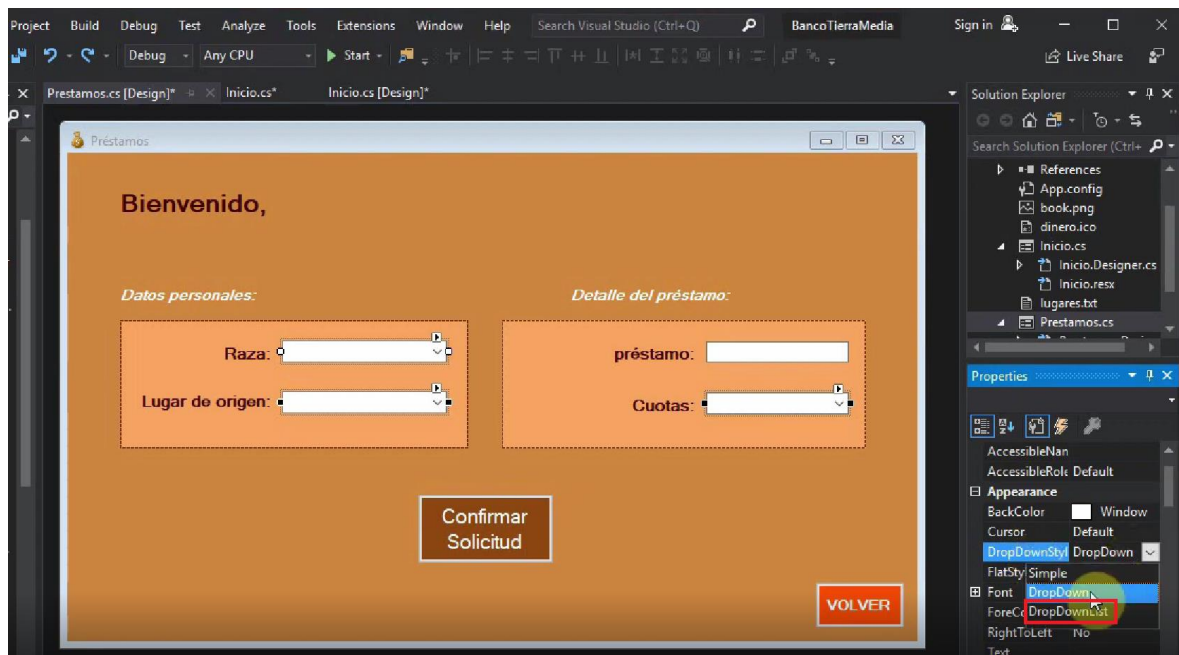 Project Build Debug Test Analyze Tools Extensions Window Help Search Visual Studio (Ctrl+Q) BancoTierraMedia Sign in
Debug Any CPU Start Live Share
Prestamos.cs [Design]* Inicio.cs* Inicio.cs [Design]*
Solution Explorer
Search Solution Explorer (Ctrl+
References
App.config
book.png
dinero.ico
Inicio.cs
Inicio.Designer.cs
Inicio.resx
lugares.txt
Prestamos.cs
Préstamos
Bienvenido,
Datos personales:
Raza:
Lugar de origen:
Detalle del préstamo:
préstamo:
Cuotas:
Confirmar
Solicitud
VOLVER
Properties
AccessibleNan
AccessibleRole Default
Appearance
BackColor Window
Cursor Default
DropDownStyl DropDown
FlatSty Simple
Font DropDown
ForeCo DropDownList
RightToLeft No
Text